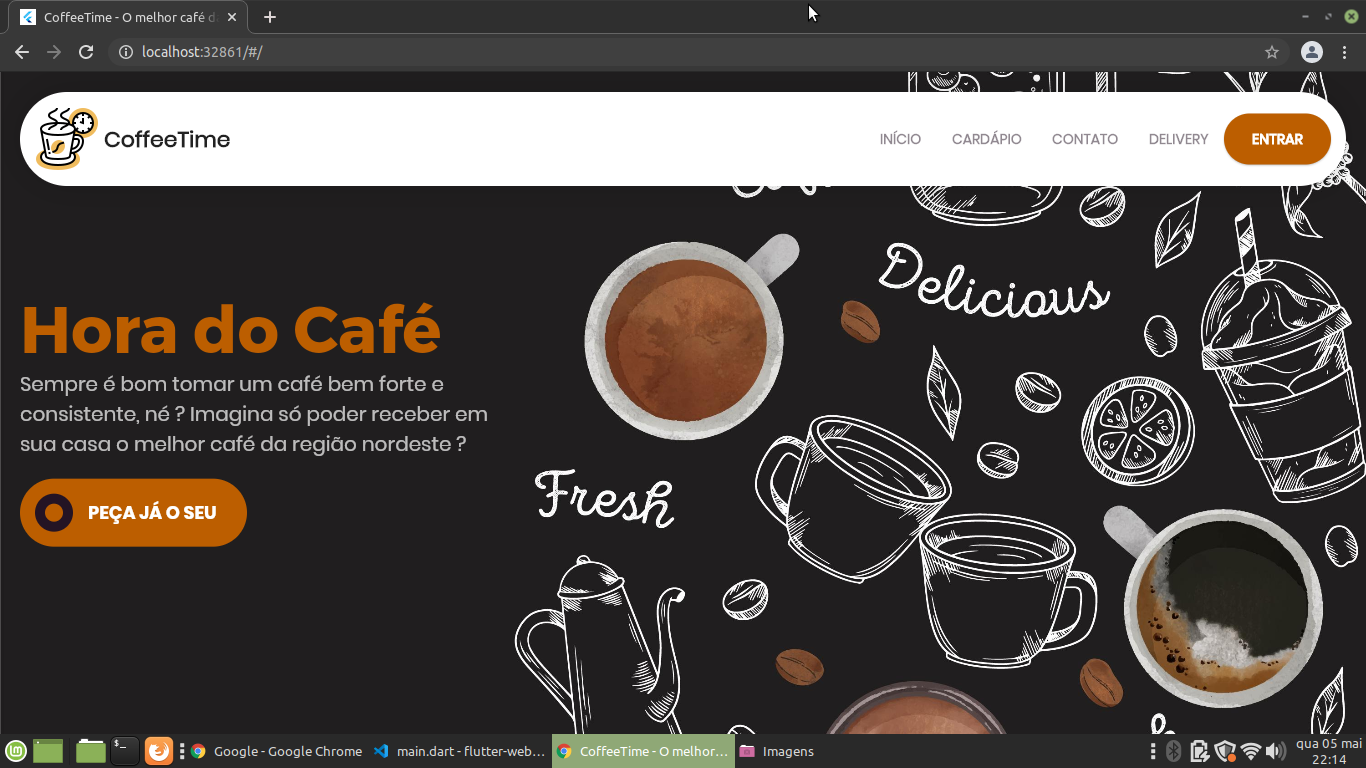 CoffeeTime - O melhor café d
localhost:32861/#/
CoffeeTime
INÍCIO
CARDÁPIO
CONTATO
DELIVERY
ENTRAR
Delicious
Hora do Café
Sempre é bom tomar um café bem forte e
consistente, né ? Imagina só poder receber em
sua casa o melhor café da região nordeste ?
Fresh
PEÇA JÁ O SEU
Google - Google Chrome
main.dart - flutter-web...
CoffeeTime - O melhor...
Imagens
qua 05 mai
22:14